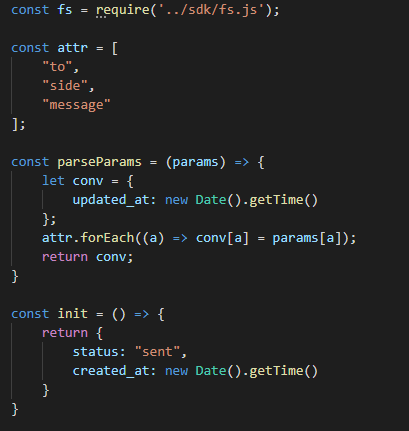 const fs = require('../sdk/fs.js');
const attr = [
    "to",
    "side",
    "message"
];
const parseParams = (params) => {
    let conv = {
        updated_at: new Date().getTime()
    };
    attr.forEach((a) => conv[a] = params[a]);
    return conv;
}
const init = () => {
    return {
        status: "sent",
        created_at: new Date().getTime()
    }
}